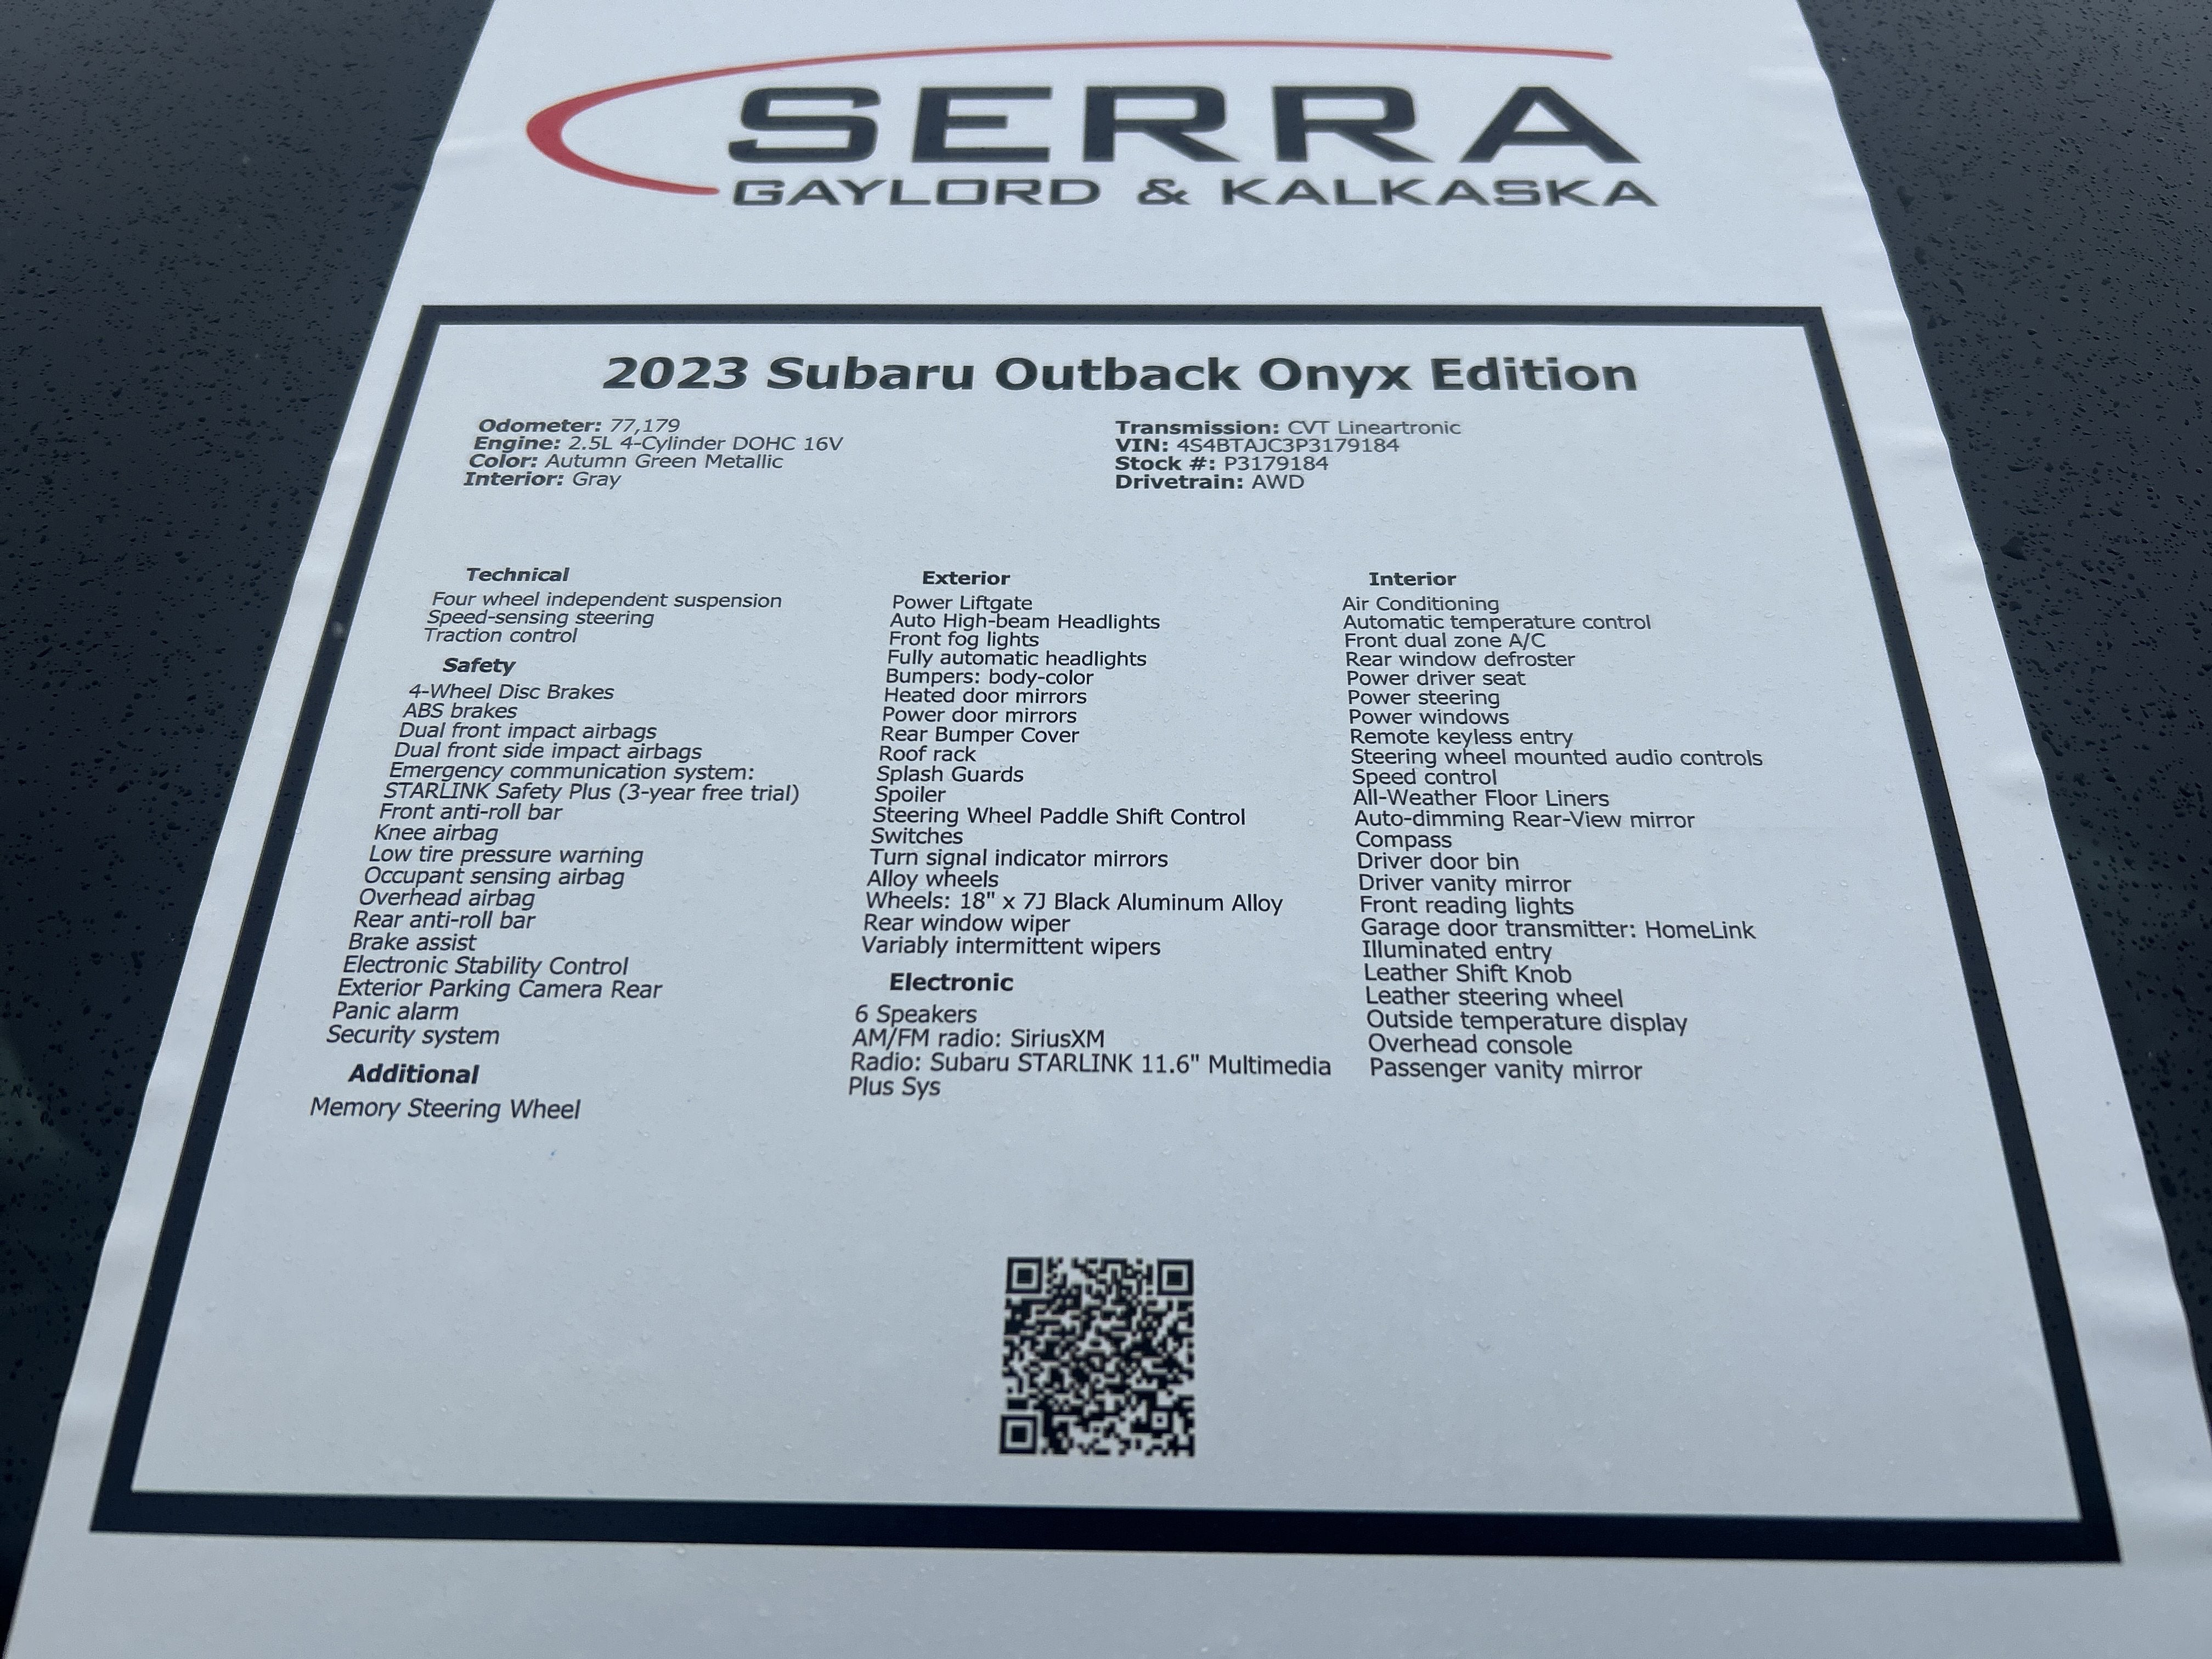 SERRA
GAYLORD & KALKASKA
2023 Subaru Outback Onyx Edition
Odometer: 77,179
Engine: 2.5L 4-Cylinder DOHC 16V
Color: Autumn Green Metallic
Interior: Gray
Transmission: CVT Lineartronic
VIN: 4S4BTAJC3P3179184
Stock #: P3179184
Drivetrain: AWD
Technical
Four wheel independent suspension
Speed-sensing steering
Traction control
Safety
4-Wheel Disc Brakes
ABS brakes
Dual front impact airbags
Dual front side impact airbags
Emergency communication system:
STARLINK Safety Plus (3-year free trial)
Front anti-roll bar
Knee airbag
Low tire pressure warning
Occupant sensing airbag
Overhead airbag
Rear anti-roll bar
Brake assist
Electronic Stability Control
Exterior Parking Camera Rear
Panic alarm
Security system
Additional
Memory Steering Wheel
Exterior
Power Liftgate
Auto High-beam Headlights
Front fog lights
Fully automatic headlights
Bumpers: body-color
Heated door mirrors
Power door mirrors
Rear Bumper Cover
Roof rack
Splash Guards
Spoiler
Steering Wheel Paddle Shift Control
Switches
Turn signal indicator mirrors
Alloy wheels
Wheels: 18" x 7J Black Aluminum Alloy
Rear window wiper
Variably intermittent wipers
Electronic
6 Speakers
AM/FM radio: SiriusXM
Radio: Subaru STARLINK 11.6" Multimedia
Plus Sys
Interior
Air Conditioning
Automatic temperature control
Front dual zone A/C
Rear window defroster
Power driver seat
Power steering
Power windows
Remote keyless entry
Steering wheel mounted audio controls
Speed control
All-Weather Floor Liners
Auto-dimming Rear-View mirror
Compass
Driver door bin
Driver vanity mirror
Front reading lights
Garage door transmitter: HomeLink
Illuminated entry
Leather Shift Knob
Leather steering wheel
Outside temperature display
Overhead console
Passenger vanity mirror